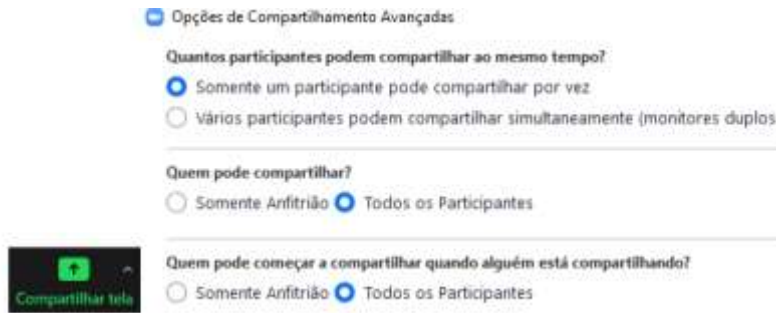 Opções de Compartilhamento Avançadas
Quantos participantes podem compartilhar ao mesmo tempo?
Somente um participante pode compartilhar por vez
Vários participantes podem compartilhar simultaneamente (monitores duplos
Quem pode compartilhar?
Somente Anfitrião Todos os Participantes
Quem pode começar a compartilhar quando alguém está compartilhando?
Somente Anfitrião Todos os Participantes
Compartilhar tela